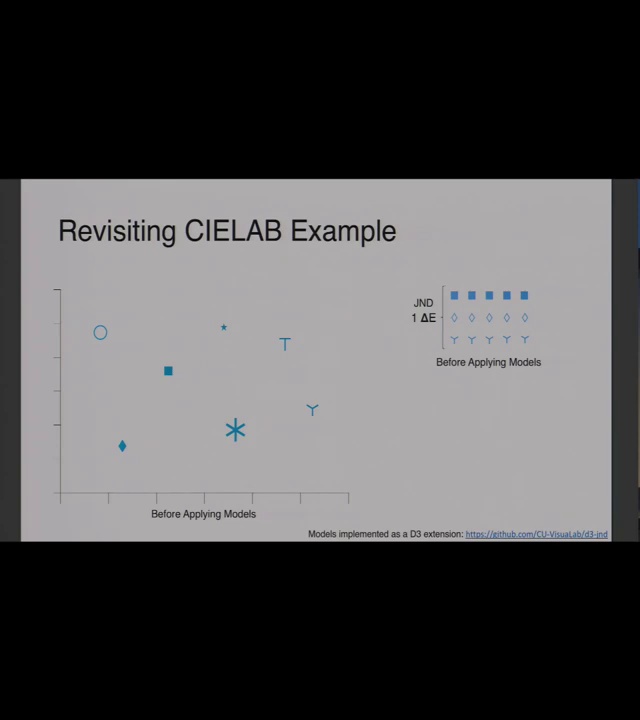 Revisiting CIELAB Example
JND
1 ΔE
Before Applying Models
Before Applying Models
Models implemented as a D3 extension: https://github.com/CU-VisuaLab/d3-jnd